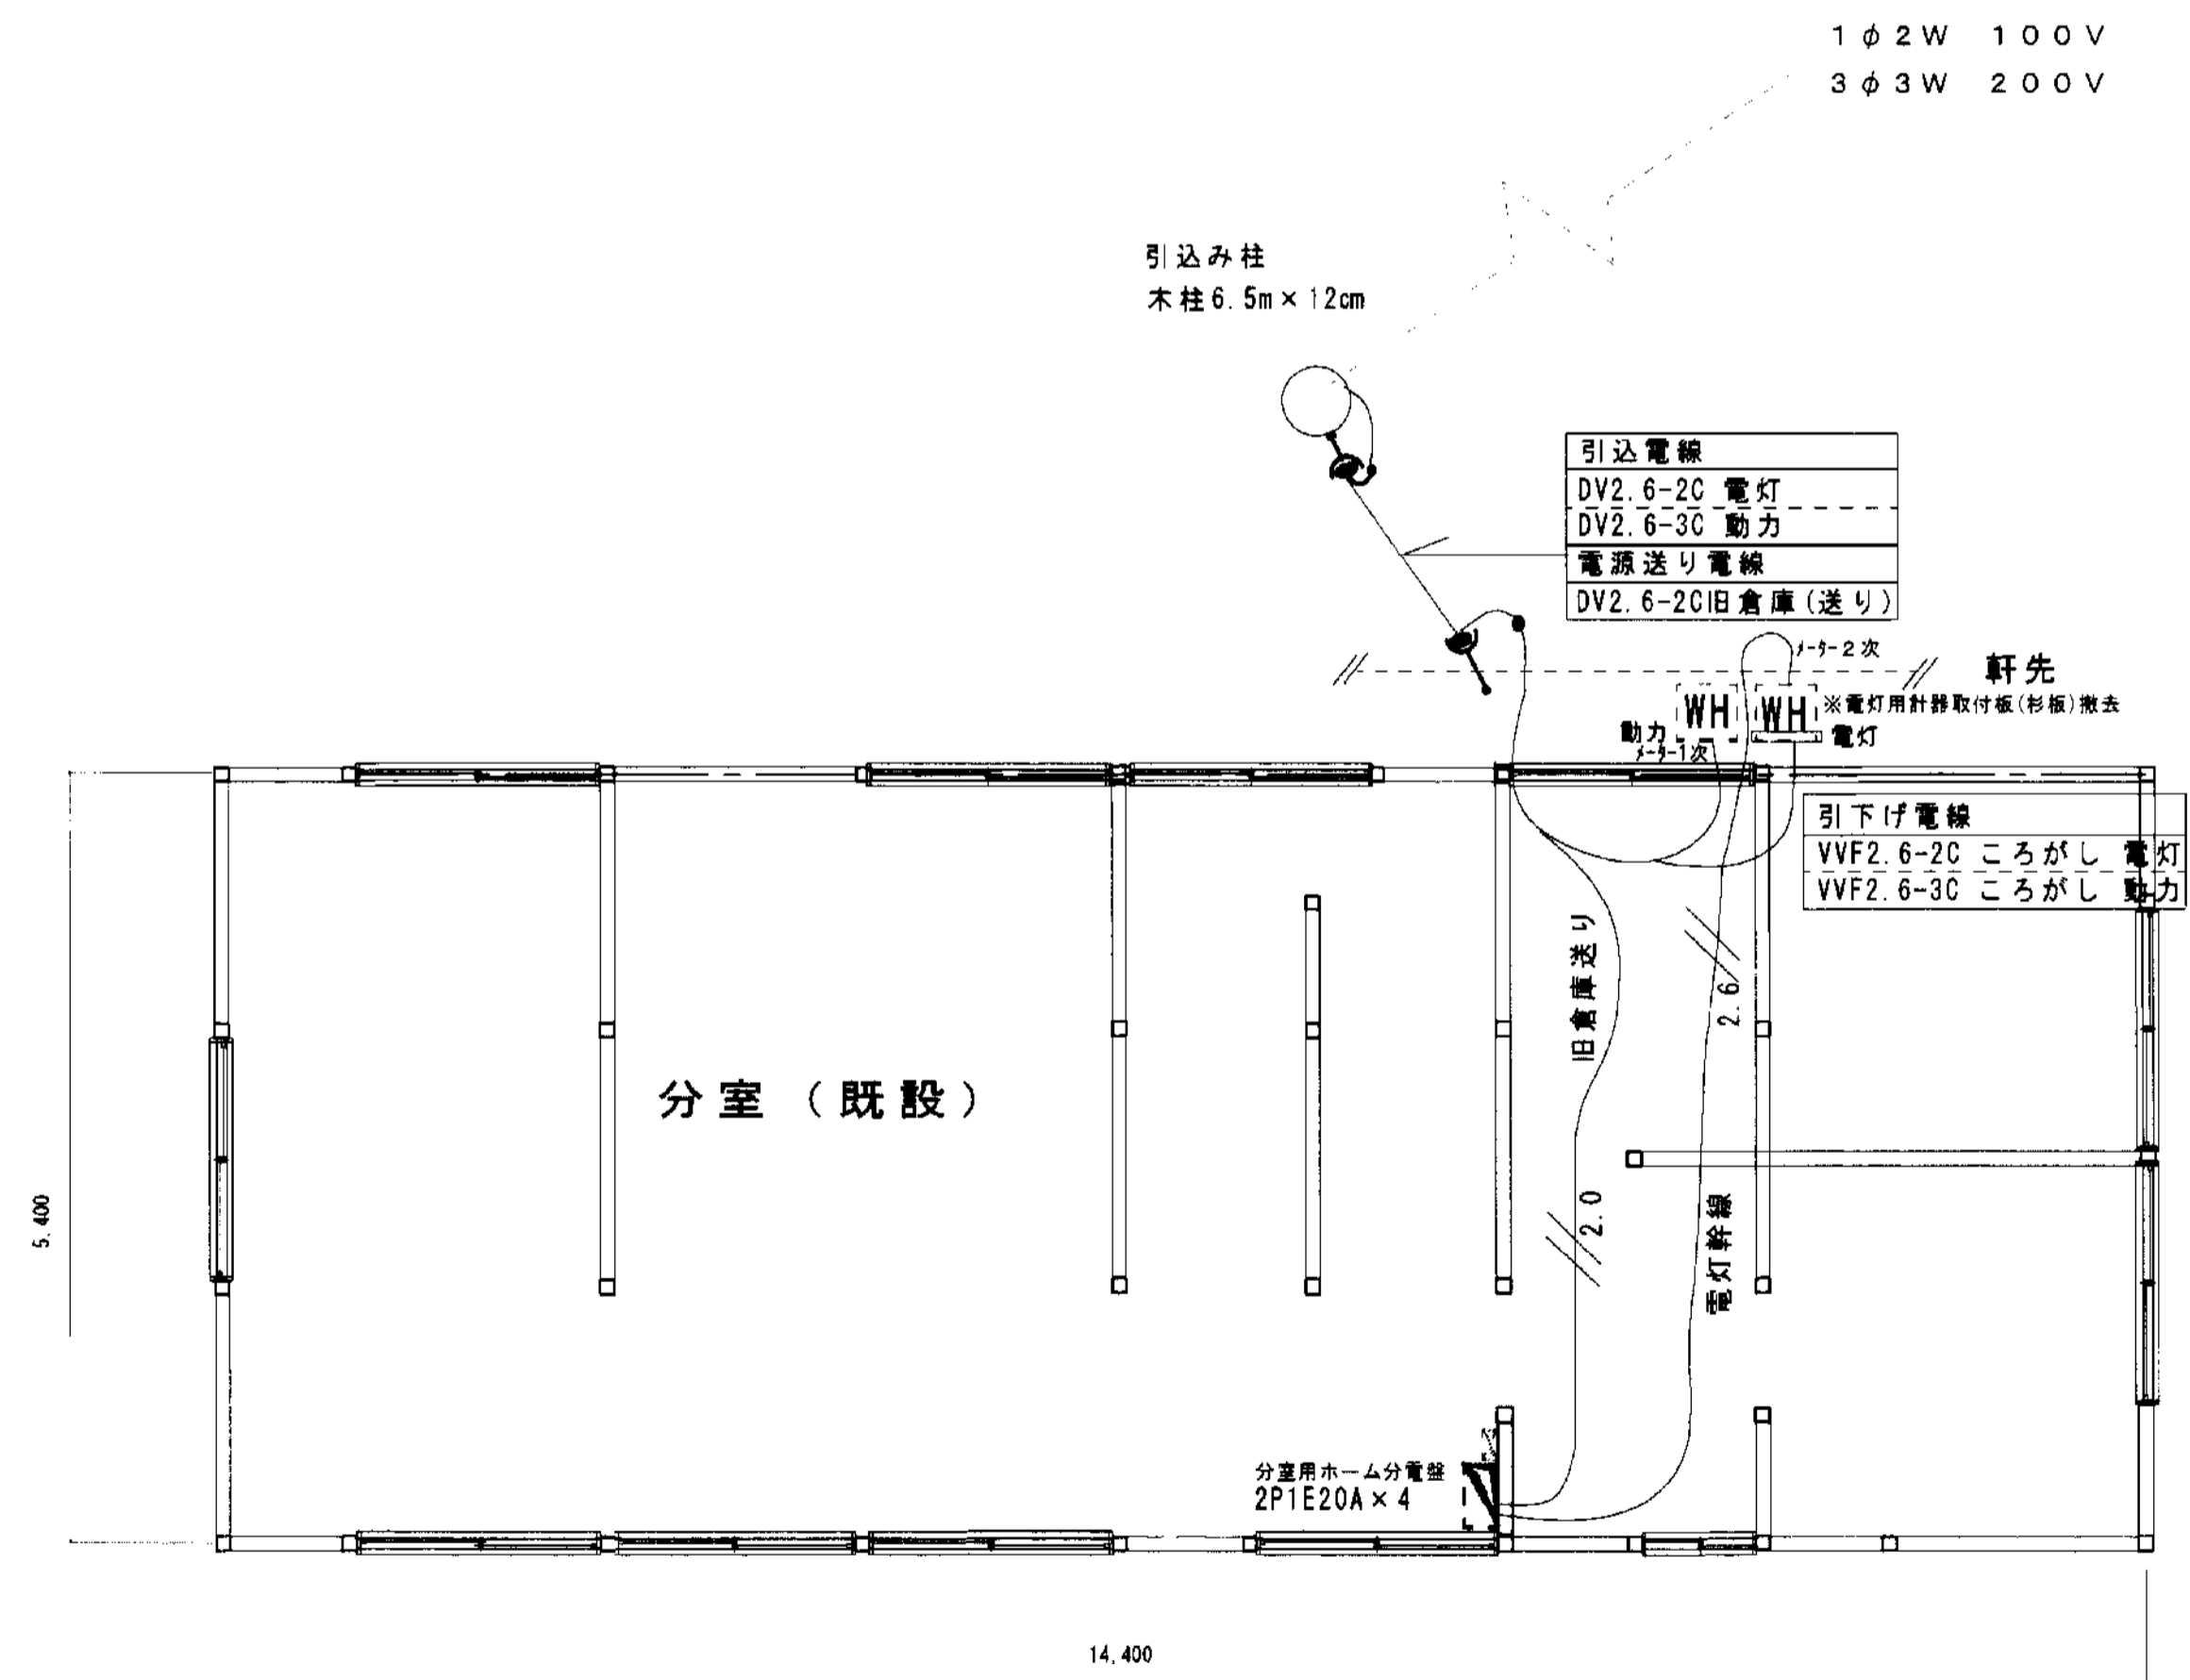 1φ2W 100V
3φ3W 200V
引込み柱
木柱6.5m×12cm
引込電線
DV2.6-2C 電灯
DV2.6-3C 動力
電源送り電線
DV2.6-2C旧倉庫(送り)
メーター2次
軒先
※電灯用計器取付板(杉板)撤去
WH
WH
動力
電灯
メーター1次
引下げ電線
VVF2.6-2C ころがし 電灯
VVF2.6-3C ころがし 動力
旧倉庫送り
2.6
分室(既設)
2.0
電灯幹線
5,400
分室用ホーム分電盤
2P1E20A×4
14,400